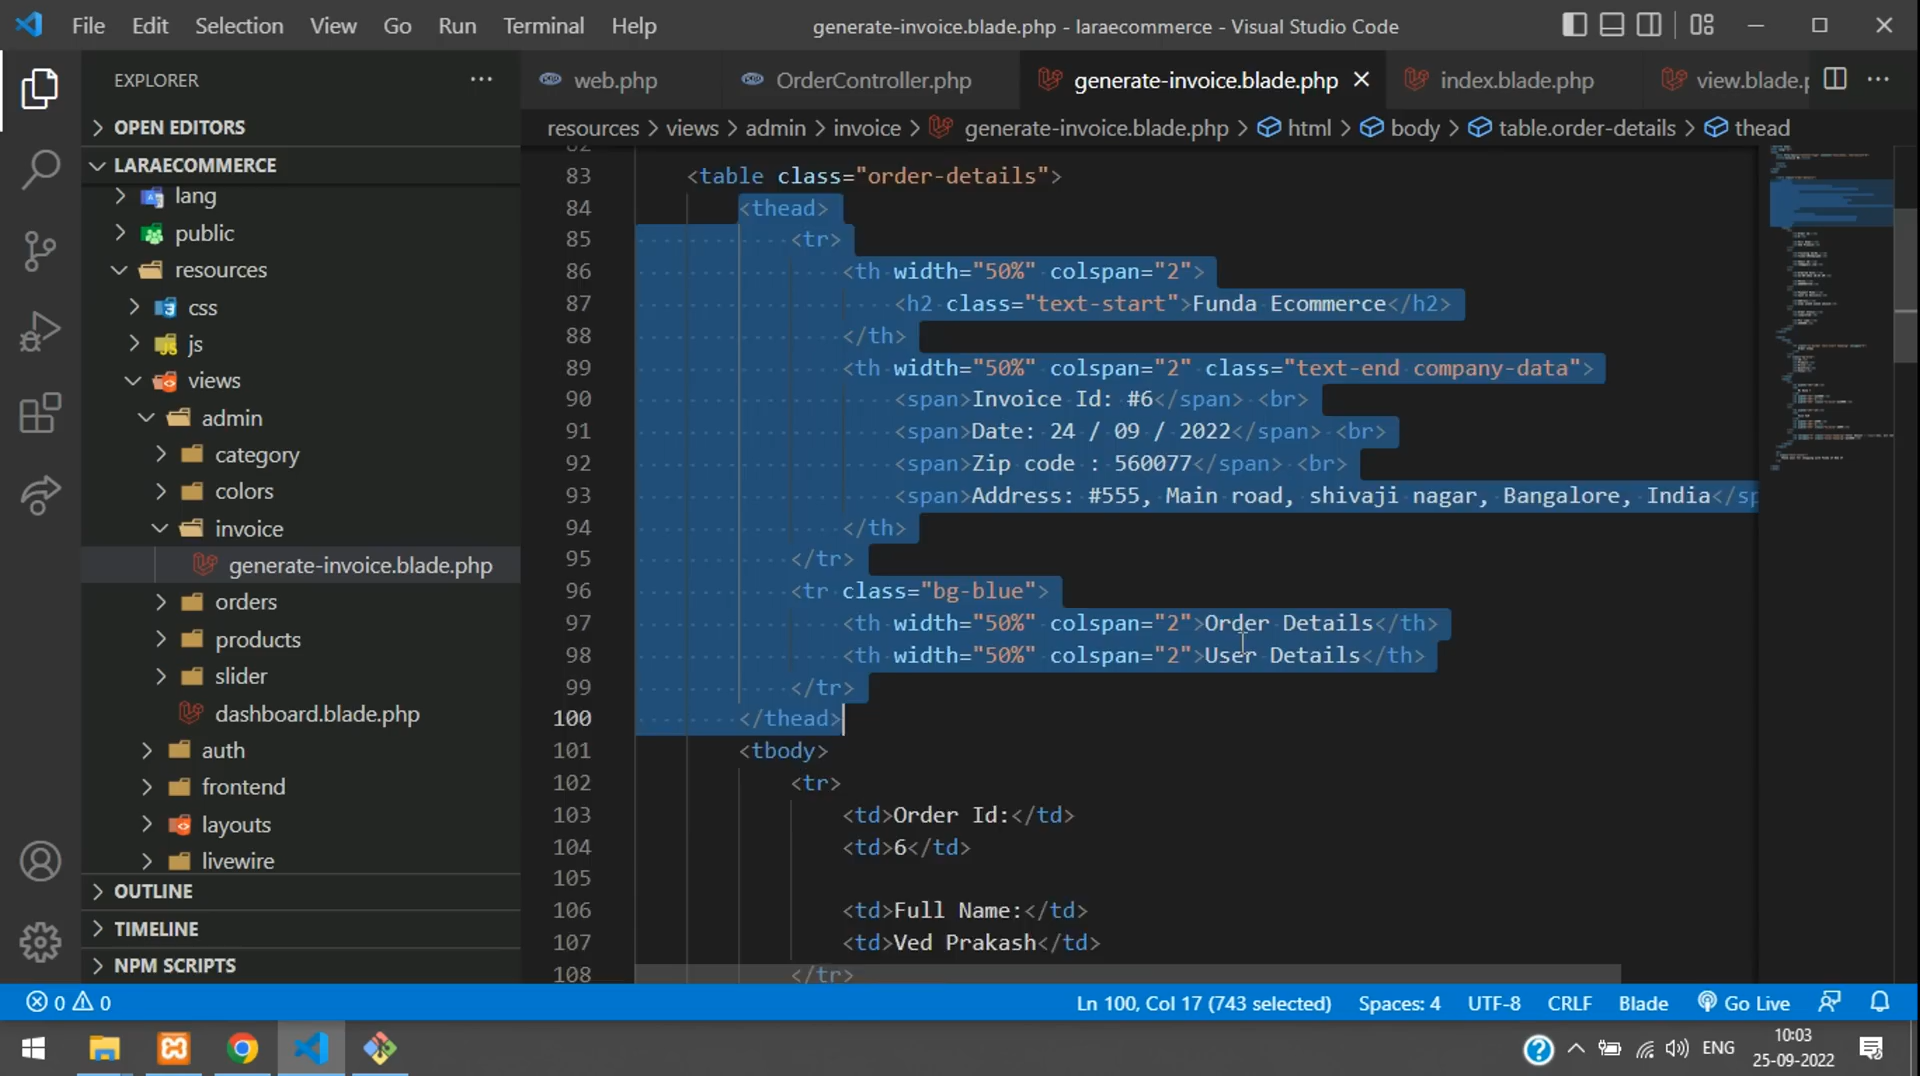 File Edit Selection View Go Run Terminal Help
generate-invoice.blade.php - laraecommerce - Visual Studio Code
EXPLORER
OPEN EDITORS
LARAECOMMERCE
lang
public
resources
css
js
views
admin
category
colors
invoice
generate-invoice.blade.php
orders
products
slider
dashboard.blade.php
auth
frontend
layouts
livewire
OUTLINE
TIMELINE
NPM SCRIPTS
web.php OrderController.php generate-invoice.blade.php index.blade.php view.blade.p
resources > views > admin > invoice > generate-invoice.blade.php > html > body > table.order-details > thead
82
83 <table class="order-details">
84 <thead>
85 <tr>
86 <th width="50%" colspan="2">
87 <h2 class="text-start">Funda Ecommerce</h2>
88 </th>
89 <th width="50%" colspan="2" class="text-end company-data">
90 <span>Invoice Id: #6</span> <br>
91 <span>Date: 24 / 09 / 2022</span> <br>
92 <span>Zip code : 560077</span> <br>
93 <span>Address: #555, Main road, shivaji nagar, Bangalore, India</sp
94 </th>
95 </tr>
96 <tr class="bg-blue">
97 <th width="50%" colspan="2">Order Details</th>
98 <th width="50%" colspan="2">User Details</th>
99 </tr>
100 </thead>
101 <tbody>
102 <tr>
103 <td>Order Id:</td>
104 <td>6</td>
105
106 <td>Full Name:</td>
107 <td>Ved Prakash</td>
108 </tr>
0 0
Ln 100, Col 17 (743 selected) Spaces: 4 UTF-8 CRLF Blade Go Live
ENG
10:03
25-09-2022